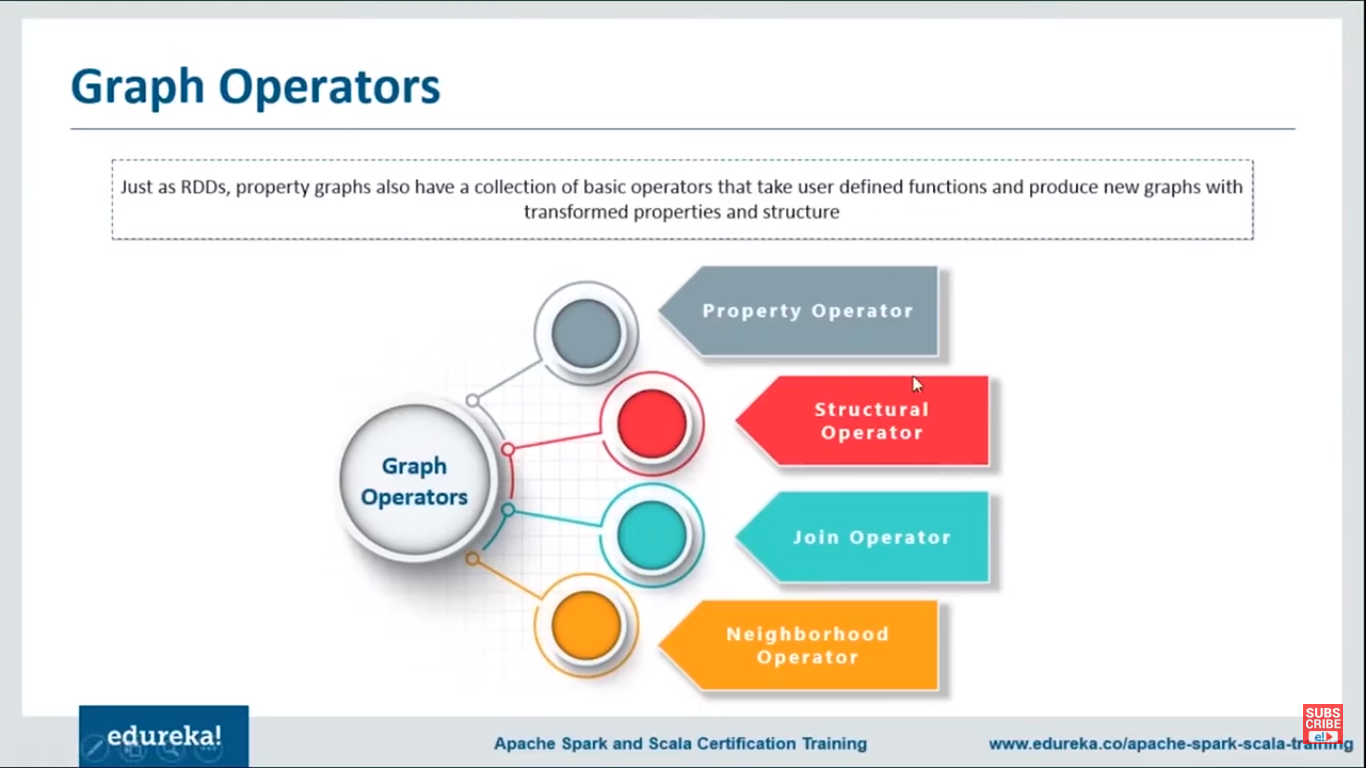 Graph Operators
Just as RDDs, property graphs also have a collection of basic operators that take user defined functions and produce new graphs with
transformed properties and structure
Property Operator
Structural
Operator
Graph
Operators
Join Operator
Neighborhood
Operator
edureka!
Apache Spark and Scala Certification Training
www.edureka.co/apache-spark-scala-training
SUBS
CRIBE
e!